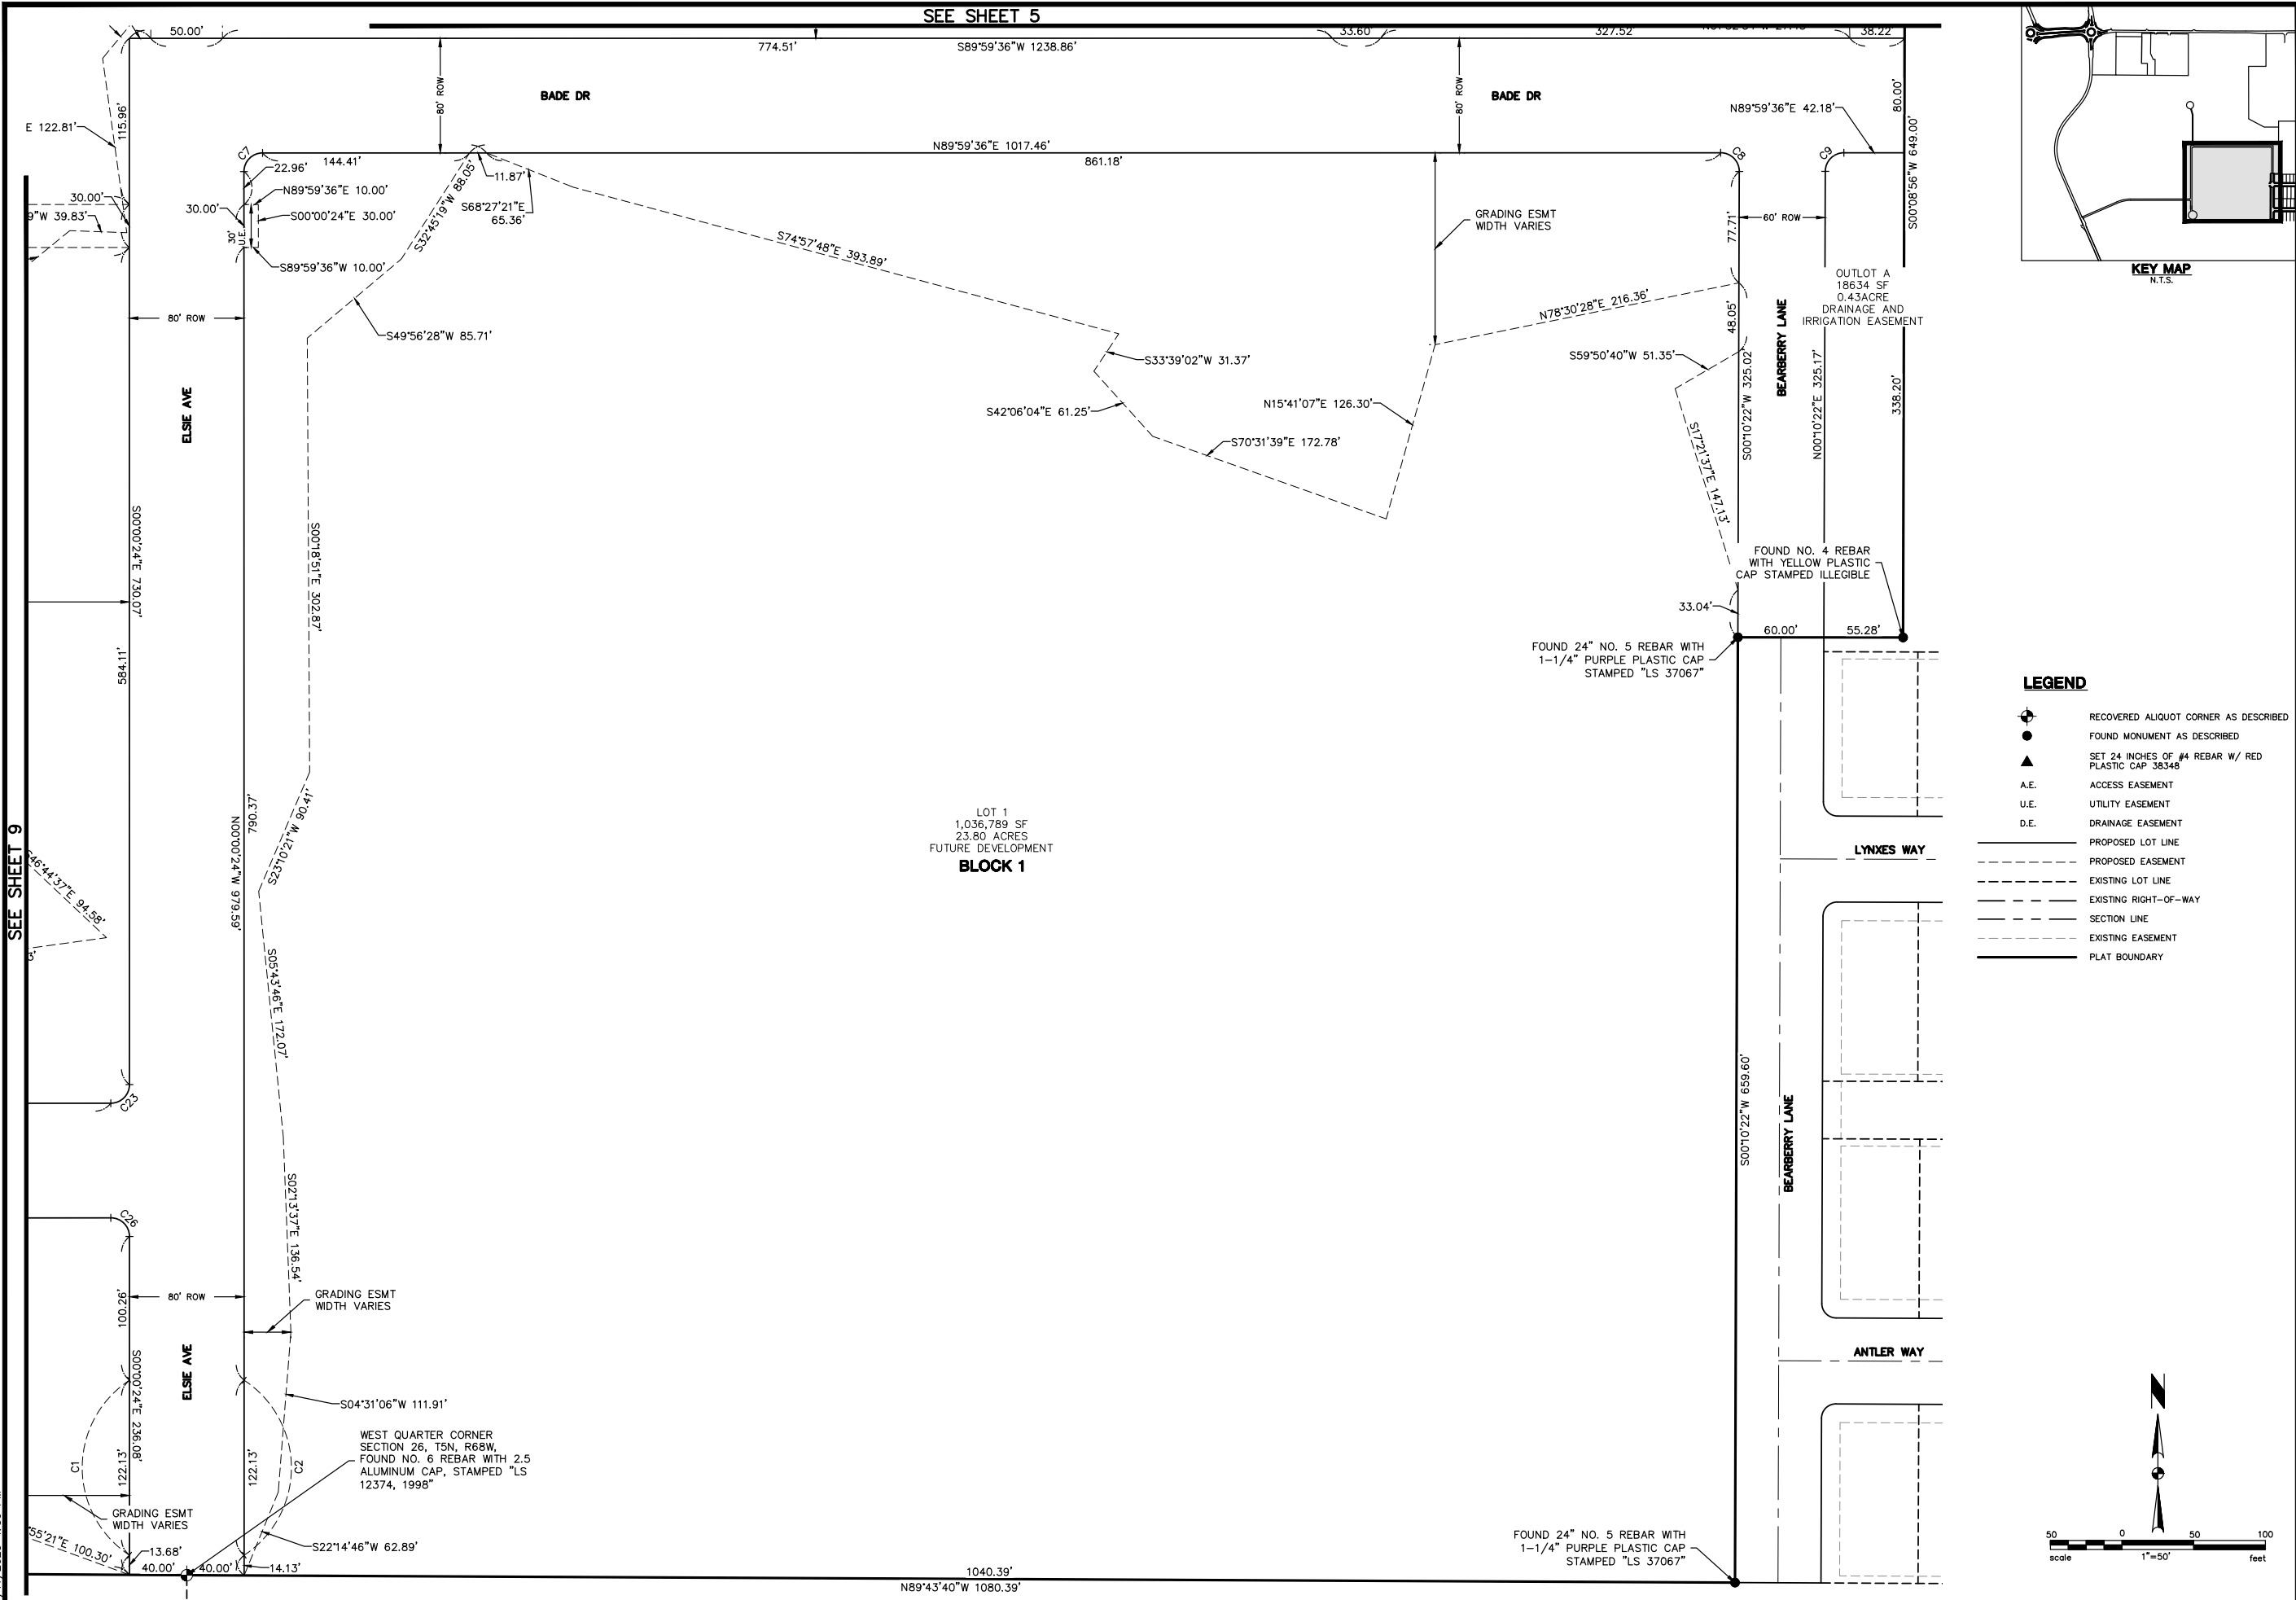 SEE SHEET 5
50.00'
774.51'
S89°59'36"W 1238.86'
33.60'
327.52'
38.22'
BADE DR
80' ROW
BADE DR
80' ROW
80.00'
N89°59'36"E 42.18'
S00°08'56"W 649.00'
115.96'
E 122.81'
C7
144.41'
22.96'
N89°59'36"E 10.00'
S00°00'24"E 30.00'
30.00'
30'
U.E.
S89°59'36"W 10.00'
30.00'
9"W 39.83'
N89°59'36"E 1017.46'
861.18'
11.87'
S68°27'21"E
65.36'
S32°45'19"W 88.05'
S49°56'28"W 85.71'
S74°57'48"E 393.89'
S33°39'02"W 31.37'
S42°06'04"E 61.25'
S70°31'39"E 172.78'
N15°41'07"E 126.30'
GRADING ESMT
WIDTH VARIES
N78°30'28"E 216.36'
C8
C9
77.71'
60' ROW
48.05'
S59°50'40"W 51.35'
S17°21'37"E 147.13'
S00°10'22"W 325.02'
BEARBERRY LANE
N00°10'22"E 325.17'
OUTLOT A
18634 SF
0.43ACRE
DRAINAGE AND
IRRIGATION EASEMENT
338.20'
FOUND NO. 4 REBAR
WITH YELLOW PLASTIC
CAP STAMPED ILLEGIBLE
33.04'
60.00'
55.28'
FOUND 24" NO. 5 REBAR WITH
1-1/4" PURPLE PLASTIC CAP
STAMPED "LS 37067"
80' ROW
ELSIE AVE
S00°00'24"E 730.07'
584.11'
S00°18'51"E 302.87'
790.37'
N00°00'24"W 979.59'
S23°10'21"W 90.41'
S05°43'46"E 172.07'
S02°13'37"E 136.54'
SEE SHEET 9
S46°44'37"E 94.58'
3'
C23
C26
LOT 1
1,036,789 SF
23.80 ACRES
FUTURE DEVELOPMENT
BLOCK 1
LYNXES WAY
S00°10'22"W 659.60'
BEARBERRY LANE
ANTLER WAY
100.26'
80' ROW
GRADING ESMT
WIDTH VARIES
ELSIE AVE
S00°00'24"E 236.08'
S04°31'06"W 111.91'
WEST QUARTER CORNER
SECTION 26, T5N, R68W,
FOUND NO. 6 REBAR WITH 2.5
ALUMINUM CAP, STAMPED "LS
12374, 1998"
C1
122.13'
122.13'
C2
GRADING ESMT
WIDTH VARIES
°55'21"E 100.30'
13.68'
S22°14'46"W 62.89'
40.00'
40.00'
14.13'
1040.39'
N89°43'40"W 1080.39'
FOUND 24" NO. 5 REBAR WITH
1-1/4" PURPLE PLASTIC CAP
STAMPED "LS 37067"
KEY MAP
N.T.S.
LEGEND
RECOVERED ALIQUOT CORNER AS DESCRIBED
FOUND MONUMENT AS DESCRIBED
SET 24 INCHES OF #4 REBAR W/ RED
PLASTIC CAP 38348
A.E. ACCESS EASEMENT
U.E. UTILITY EASEMENT
D.E. DRAINAGE EASEMENT
PROPOSED LOT LINE
PROPOSED EASEMENT
EXISTING LOT LINE
EXISTING RIGHT-OF-WAY
SECTION LINE
EXISTING EASEMENT
PLAT BOUNDARY
N
50 0 50 100
scale 1"=50' feet